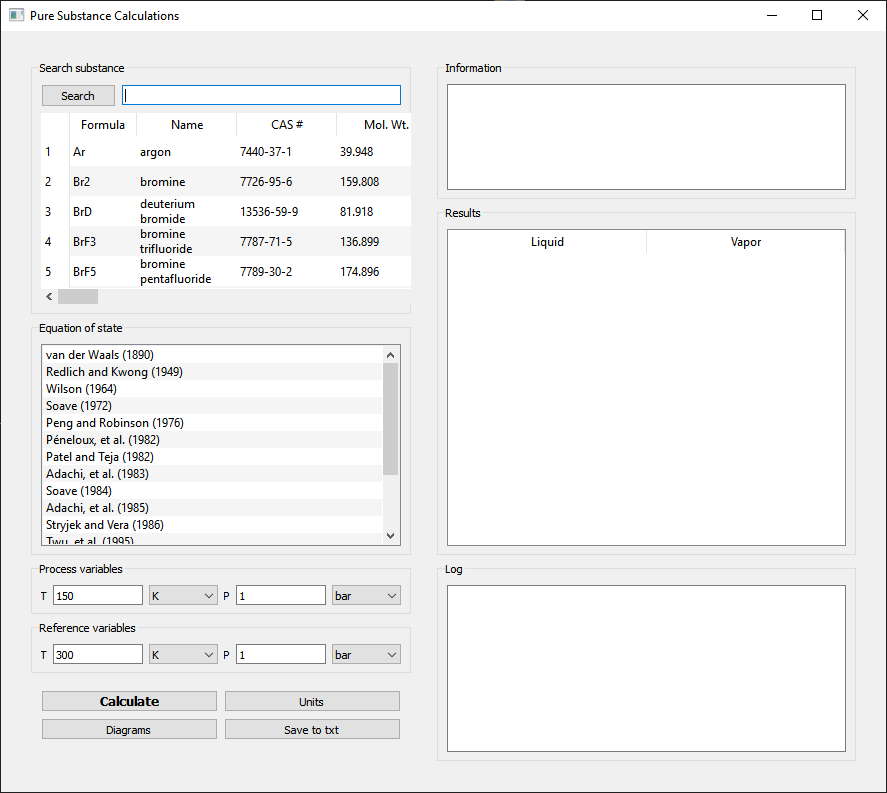 Pure Substance Calculations
Search substance
Search
Formula Name CAS # Mol. Wt.
1 Ar argon 7440-37-1 39.948
2 Br2 bromine 7726-95-6 159.808
3 BrD deuterium bromide 13536-59-9 81.918
4 BrF3 bromine trifluoride 7787-71-5 136.899
5 BrF5 bromine pentafluoride 7789-30-2 174.896
Equation of state
van der Waals (1890)
Redlich and Kwong (1949)
Wilson (1964)
Soave (1972)
Peng and Robinson (1976)
Péneloux, et al. (1982)
Patel and Teja (1982)
Adachi, et al. (1983)
Soave (1984)
Adachi, et al. (1985)
Stryjek and Vera (1986)
Twu, et al. (1995)
Process variables
T 150 K P 1 bar
Reference variables
T 300 K P 1 bar
Calculate Units
Diagrams Save to txt
Information
Results
Liquid Vapor
Log